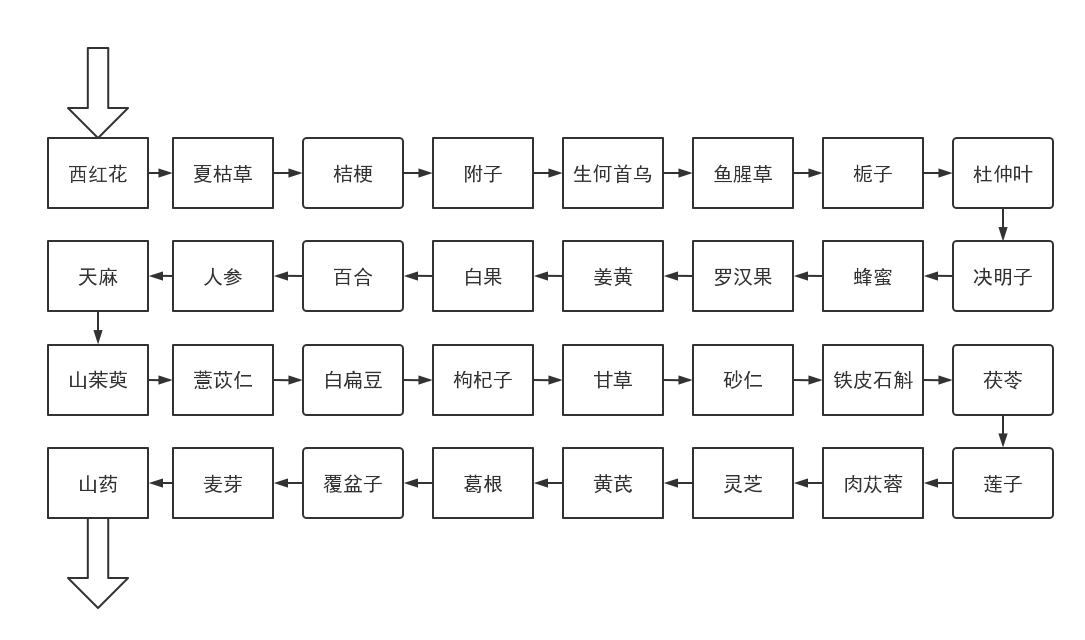 西红花
夏枯草
桔梗
附子
生何首乌
鱼腥草
栀子
杜仲叶
决明子
蜂蜜
罗汉果
姜黄
白果
百合
人参
天麻
山茱萸
薏苡仁
白扁豆
枸杞子
甘草
砂仁
铁皮石斛
茯苓
莲子
肉苁蓉
灵芝
黄芪
葛根
覆盆子
麦芽
山药